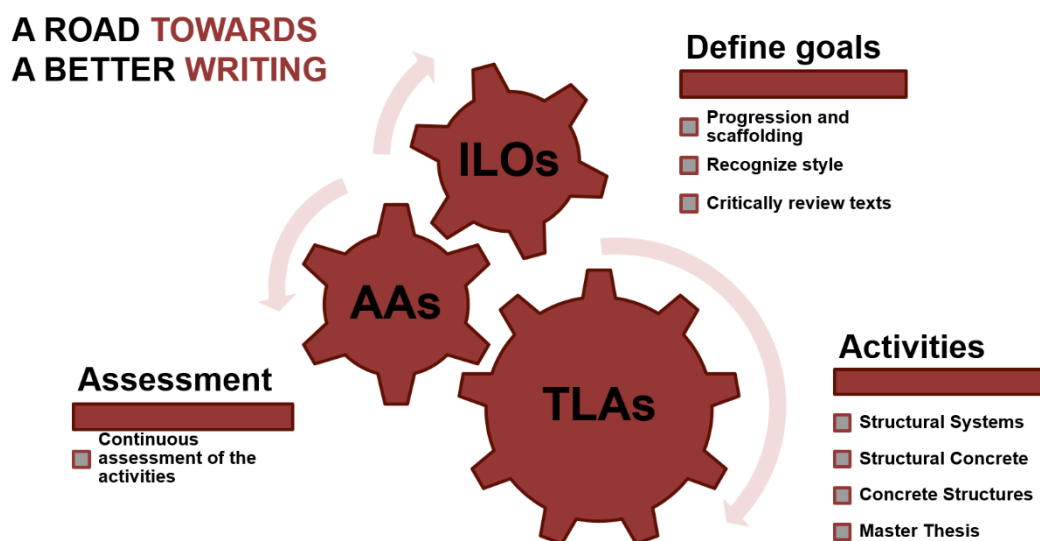 A ROAD TOWARDS
A BETTER WRITING
Define goals
Progression and
scaffolding
Recognize style
Critically review texts
ILOs
AAs
TLAs
Assessment
Continuous
assessment of the
activities
Activities
Structural Systems
Structural Concrete
Concrete Structures
Master Thesis